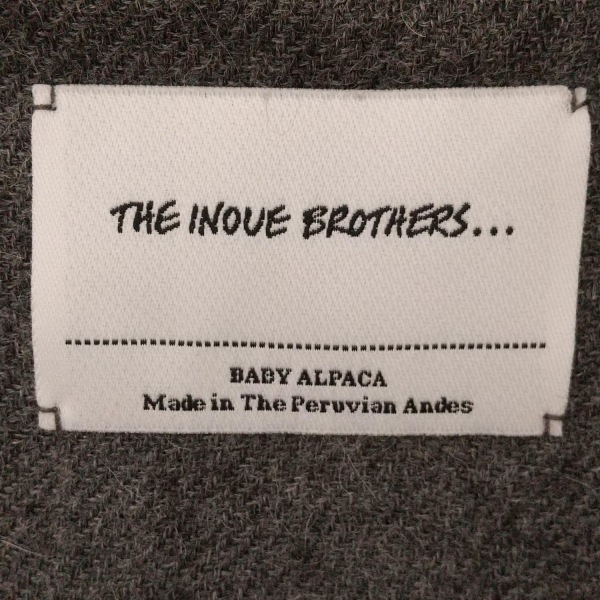 THE INOUE BROTHERS...
BABY ALPACA
Made in The Peruvian Andes